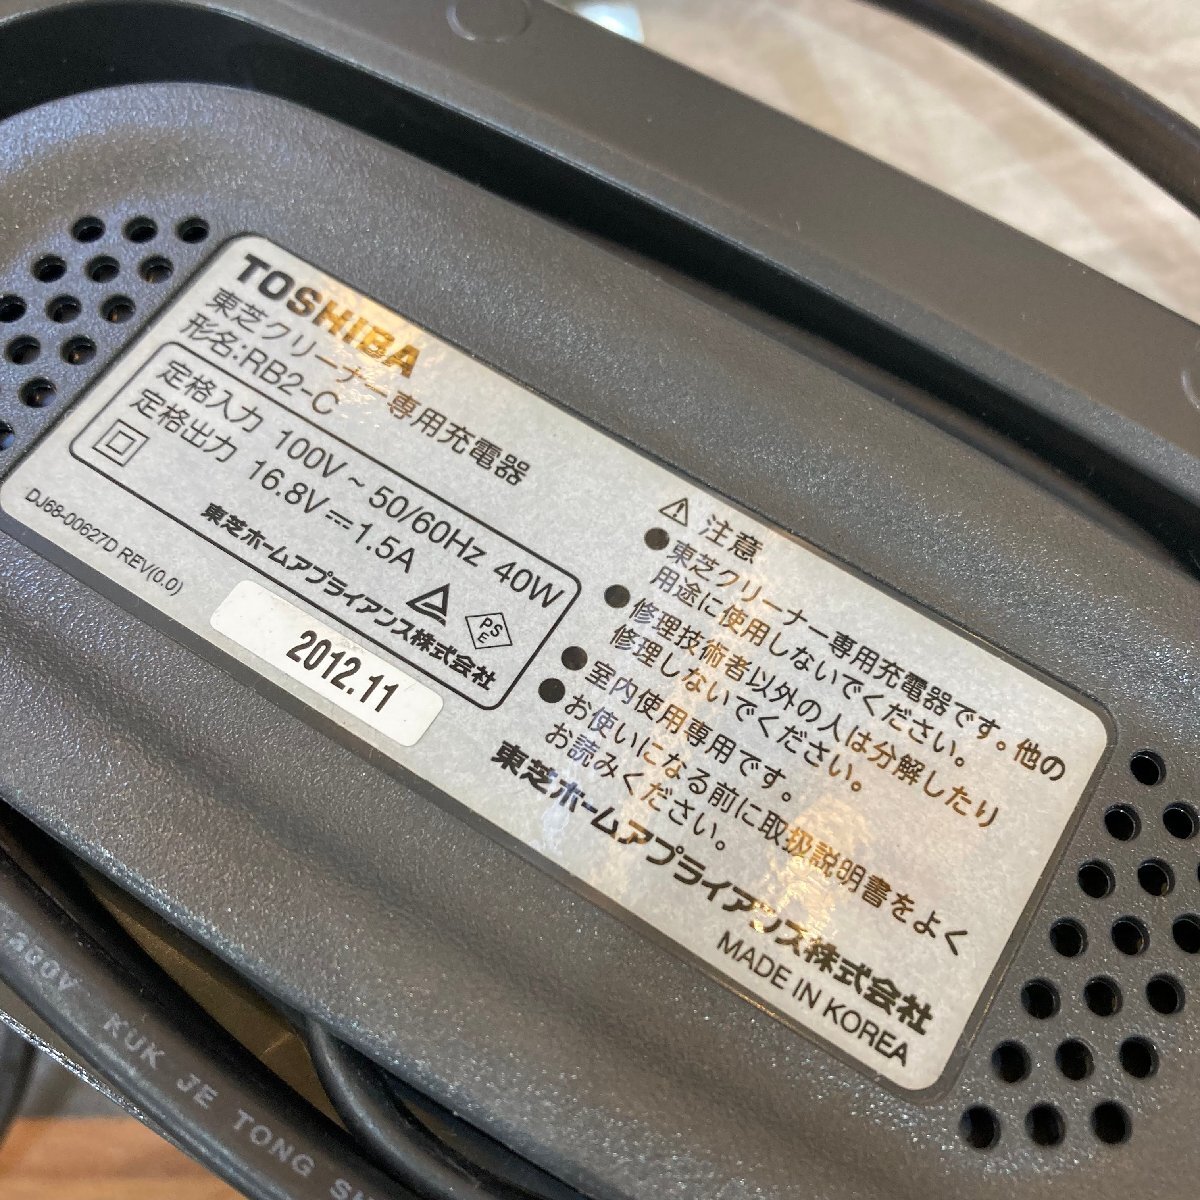 TOSHIBA
東芝クリーナー専用充電器
形名:RB2-C
定格入力 100V ~ 50/60Hz 40W
定格出力 16.8V⎓1.5A
PSE
東芝ホームアプライアンス株式会社
DJ68-00627D REV(0.0)
2012.11
⚠ 注意
●東芝クリーナー専用充電器です。他の
用途に使用しないでください。
●修理技術者以外の人は分解したり
修理しないでください。
●室内使用専用です。
●お使いになる前に取扱説明書をよく
お読みください。
東芝ホームアプライアンス株式会社
MADE IN KOREA
300V KUK JE TONG